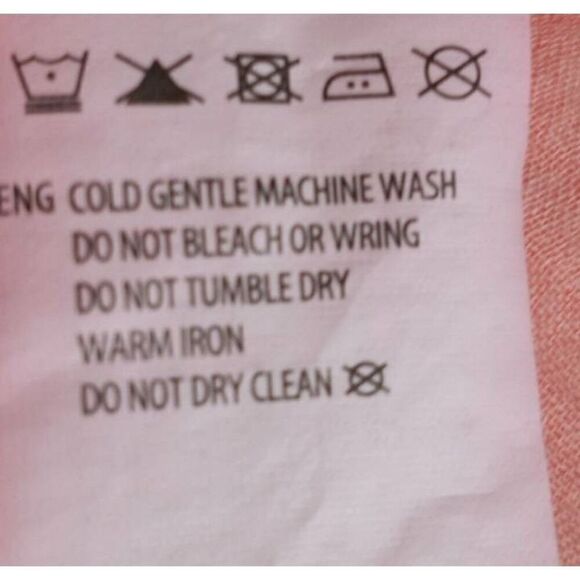 ENG COLD GENTLE MACHINE WASH
DO NOT BLEACH OR WRING
DO NOT TUMBLE DRY
WARM IRON
DO NOT DRY CLEAN